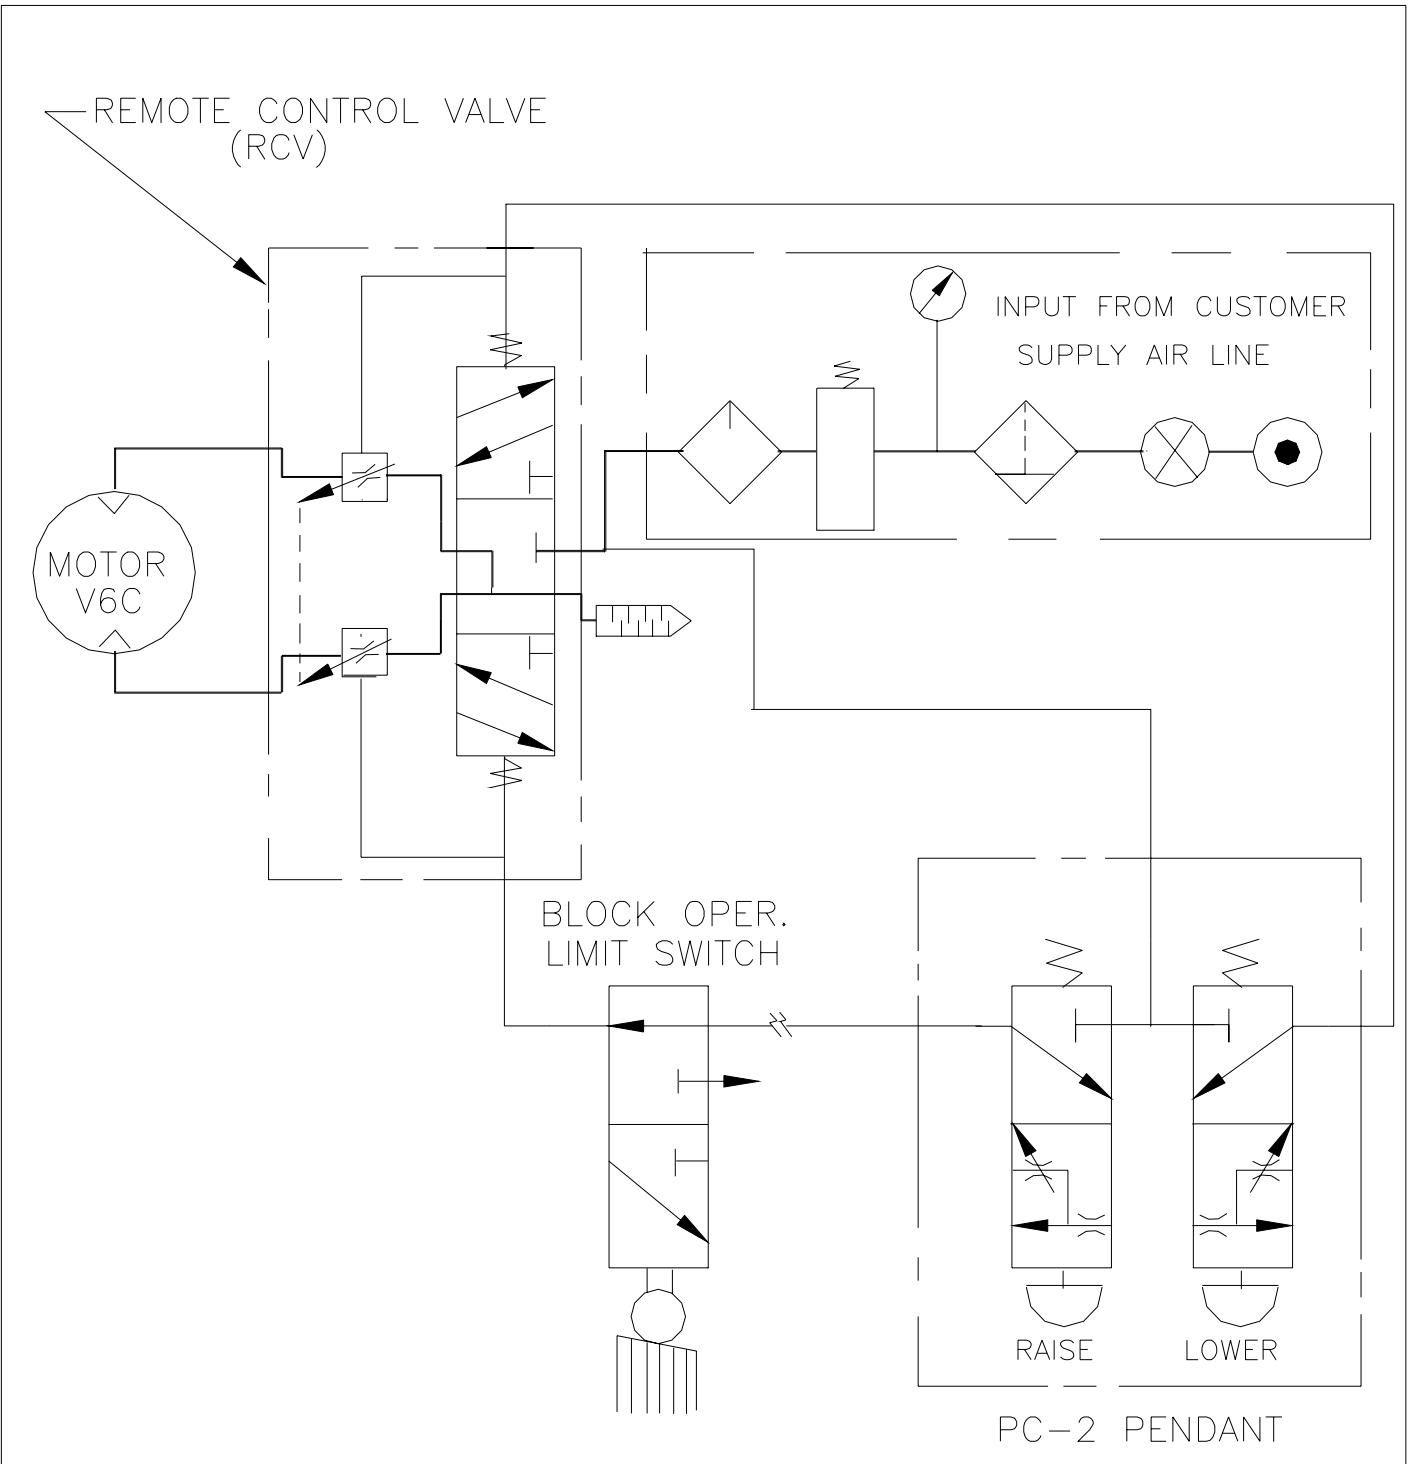 REMOTE CONTROL VALVE
(RCV)
INPUT FROM CUSTOMER
SUPPLY AIR LINE
MOTOR
V6C
BLOCK OPER.
LIMIT SWITCH
RAISE
LOWER
PC-2 PENDANT